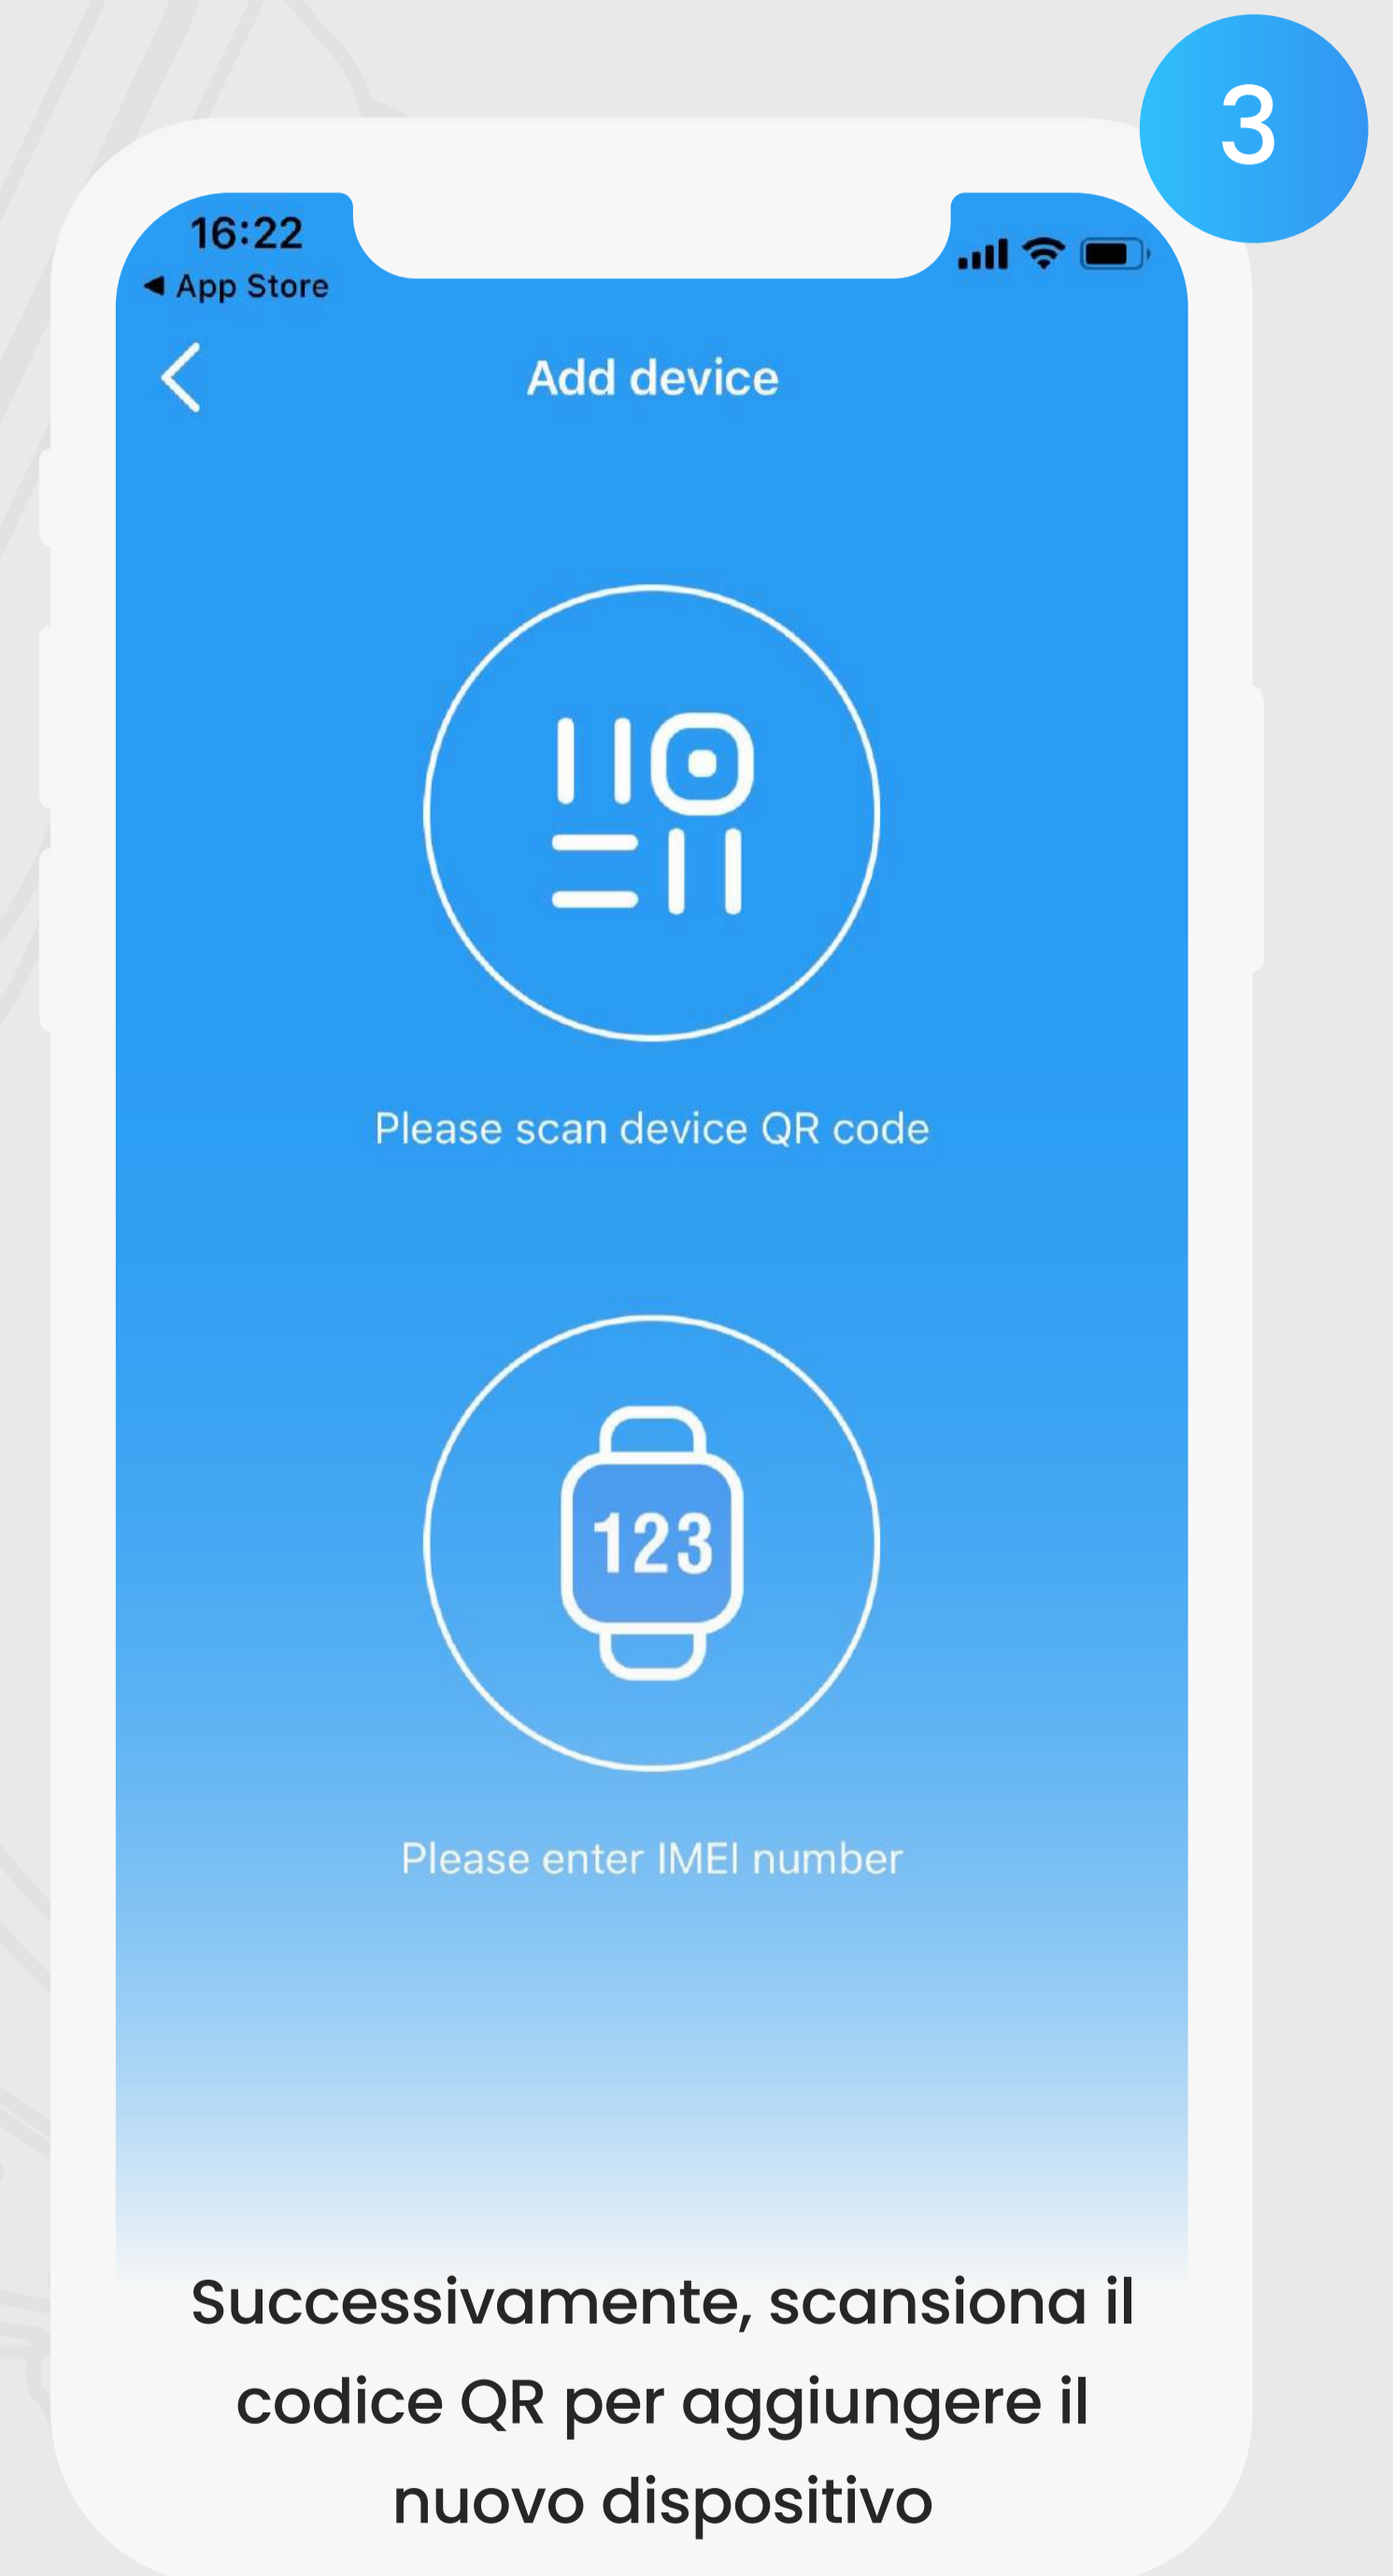 3
16:22
◀ App Store
Add device
Please scan device QR code
123
Please enter IMEI number
Successivamente, scansiona il
codice QR per aggiungere il
nuovo dispositivo